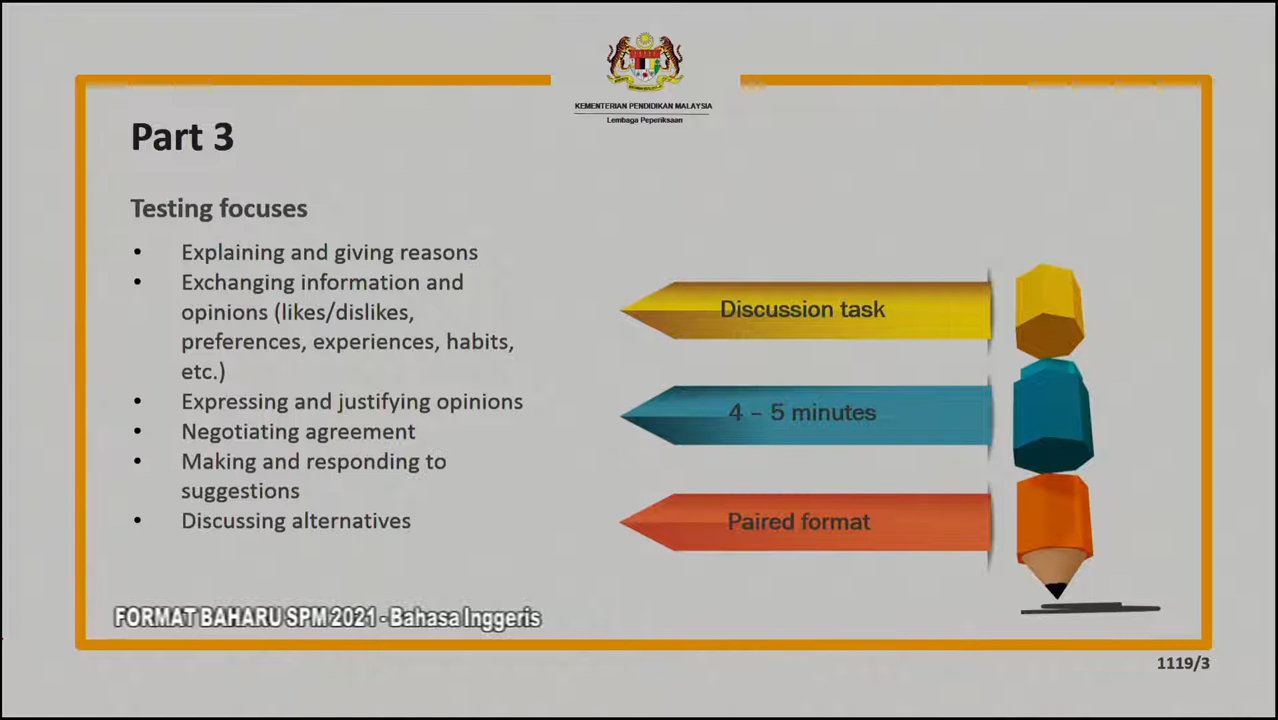 KEMENTERIAN PENDIDIKAN MALAYSIA
Lembaga Peperiksaan
Part 3
Testing focuses
• Explaining and giving reasons
• Exchanging information and
opinions (likes/dislikes,
preferences, experiences, habits,
etc.)
• Expressing and justifying opinions
• Negotiating agreement
• Making and responding to
suggestions
• Discussing alternatives
Discussion task
4 – 5 minutes
Paired format
FORMAT BAHARU SPM 2021 - Bahasa Inggeris
1119/3